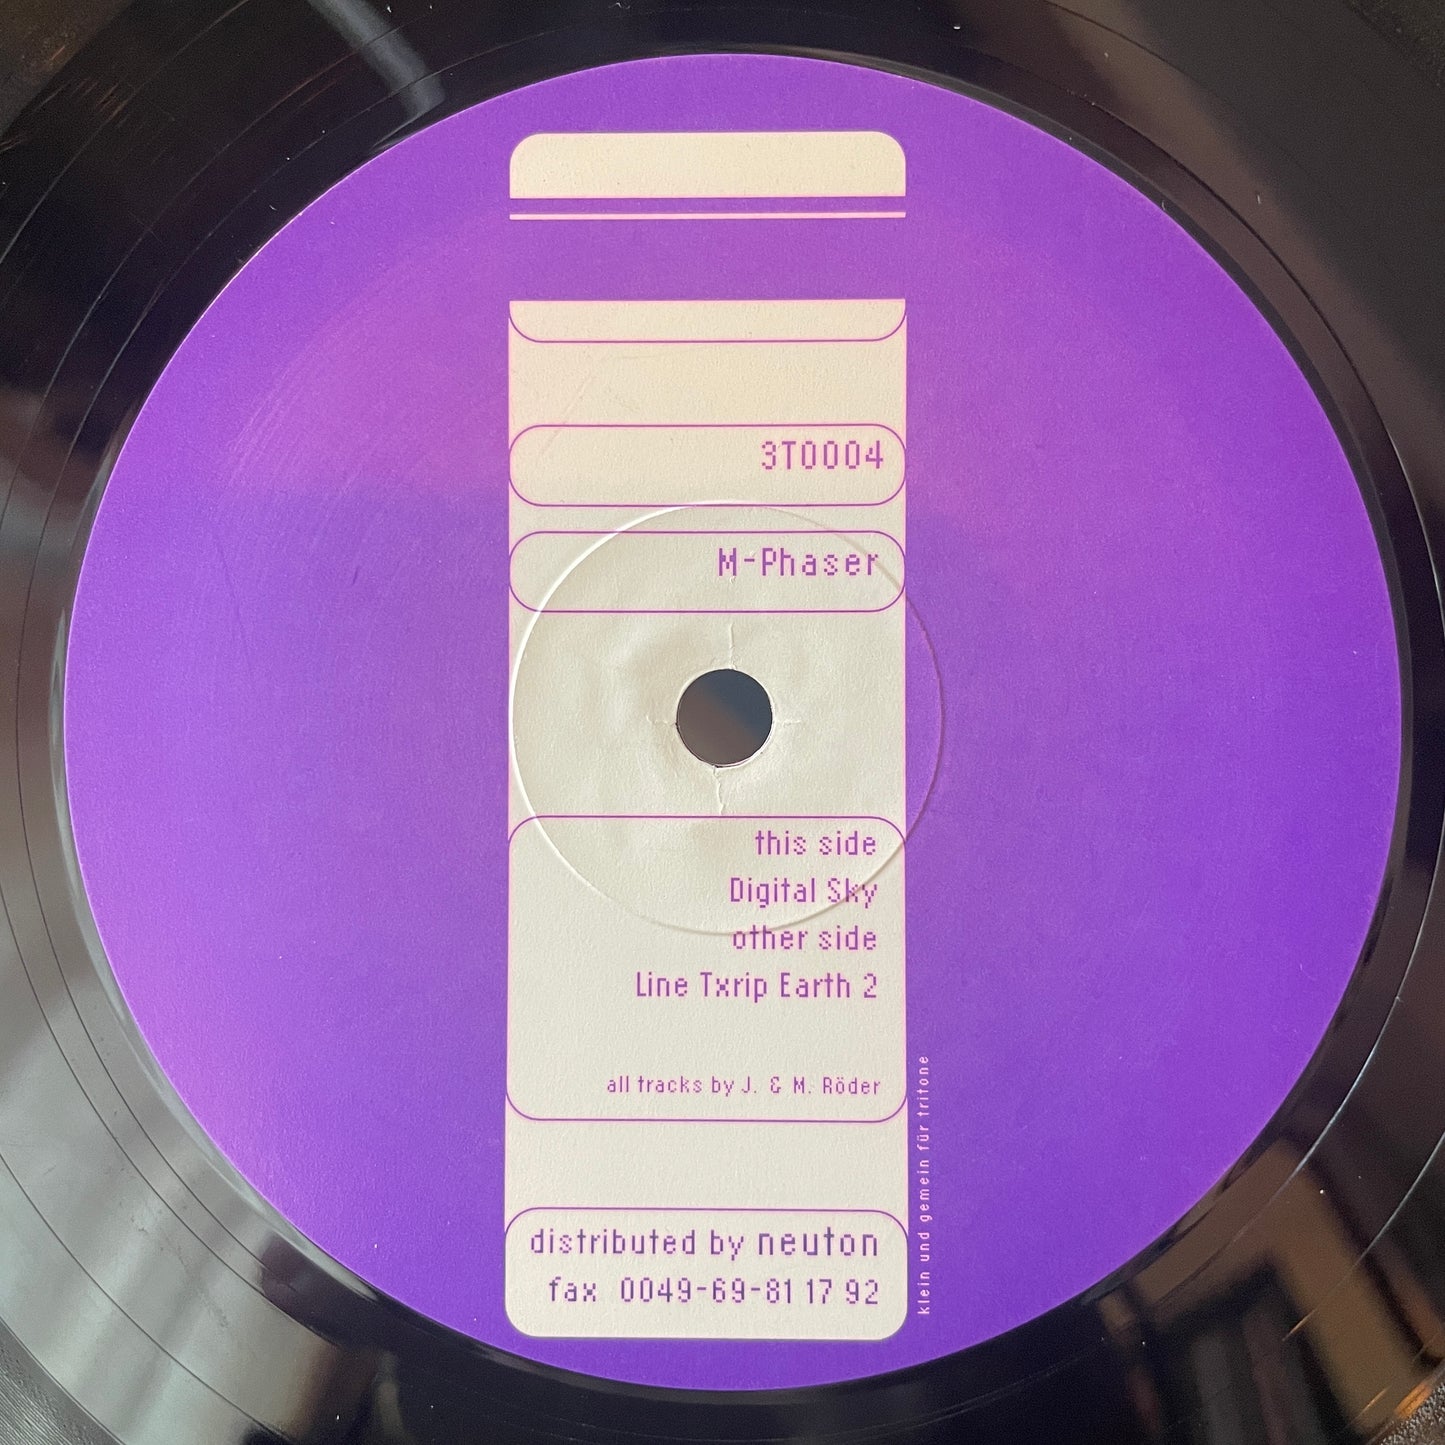 3T0004
M-Phaser
this side
Digital Sky
other side
Line Txrip Earth 2
all tracks by J. & M. Röder
distributed by neuton
fax 0049-69-81 17 92
klein und gemein für tritone